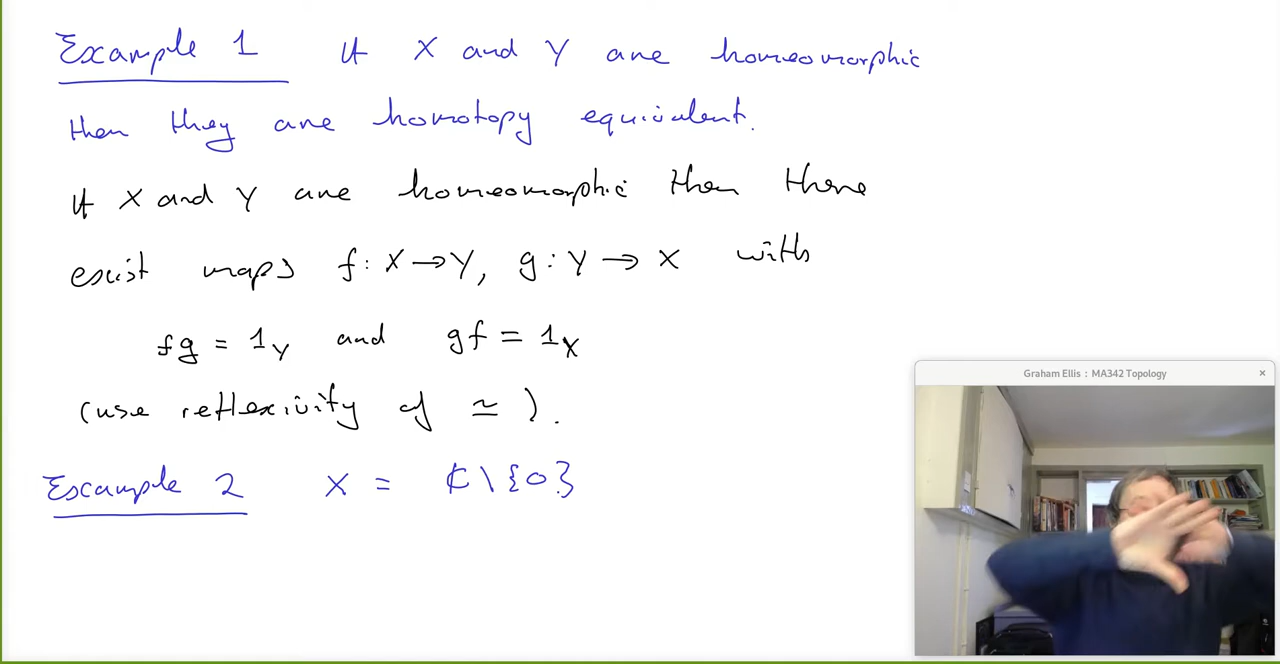 Example 1 If X and Y are homeomorphic
then they are homotopy equivalent.
If X and Y are homeomorphic then there
exist maps f: X → Y, g: Y → X with
fg = 1_Y and gf = 1_X
(use reflexivity of ≃ ).
Graham Ellis : MA342 Topology ×
Example 2 X = ℂ \ {0}